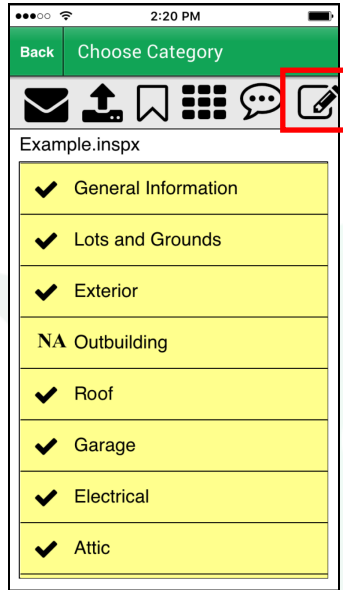 2:20 PM
Back Choose Category
Example.inspx
General Information
Lots and Grounds
Exterior
NA Outbuilding
Roof
Garage
Electrical
Attic